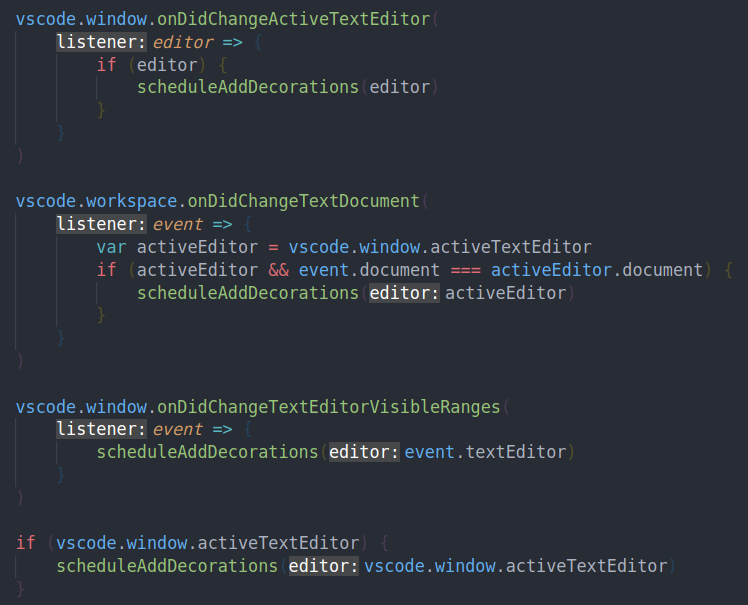 vscode.window.onDidChangeActiveTextEditor(
listener: editor => {
if (editor) {
scheduleAddDecorations(editor)
}
}
)
vscode.workspace.onDidChangeTextDocument(
listener: event => {
var activeEditor = vscode.window.activeTextEditor
if (activeEditor && event.document === activeEditor.document) {
scheduleAddDecorations(editor: activeEditor)
}
}
)
vscode.window.onDidChangeTextEditorVisibleRanges(
listener: event => {
scheduleAddDecorations(editor: event.textEditor)
}
)
if (vscode.window.activeTextEditor) {
scheduleAddDecorations(editor: vscode.window.activeTextEditor)
}